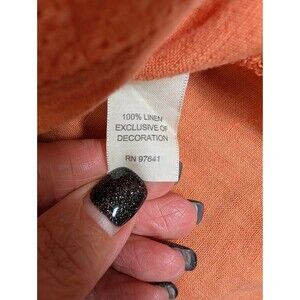 100% LINEN
EXCLUSIVE OF
DECORATION
RN 97641